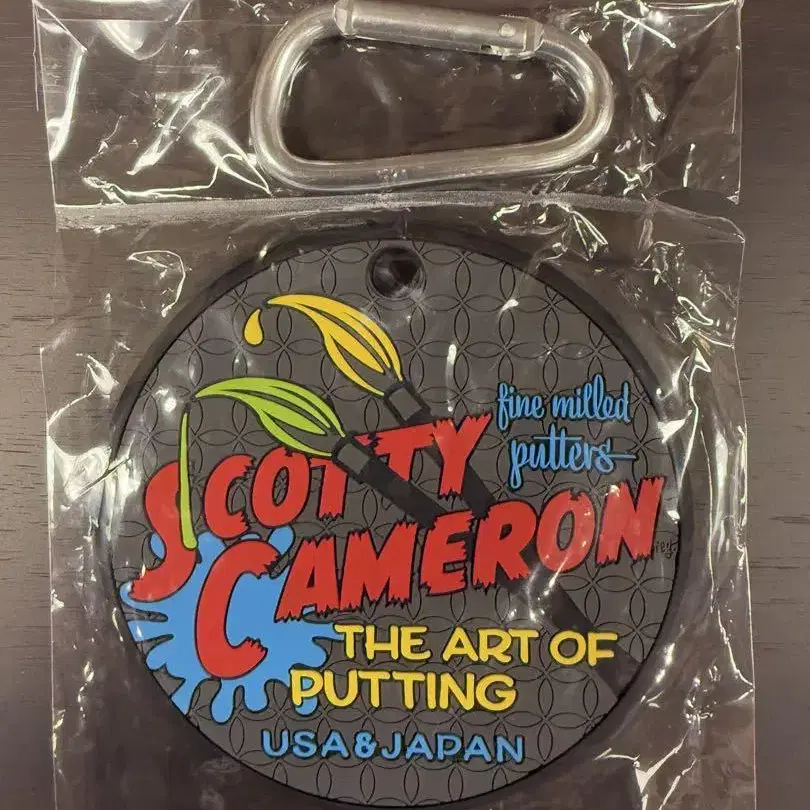 fine milled
putters
SCOTTY
CAMERON
THE ART OF
PUTTING
USA & JAPAN